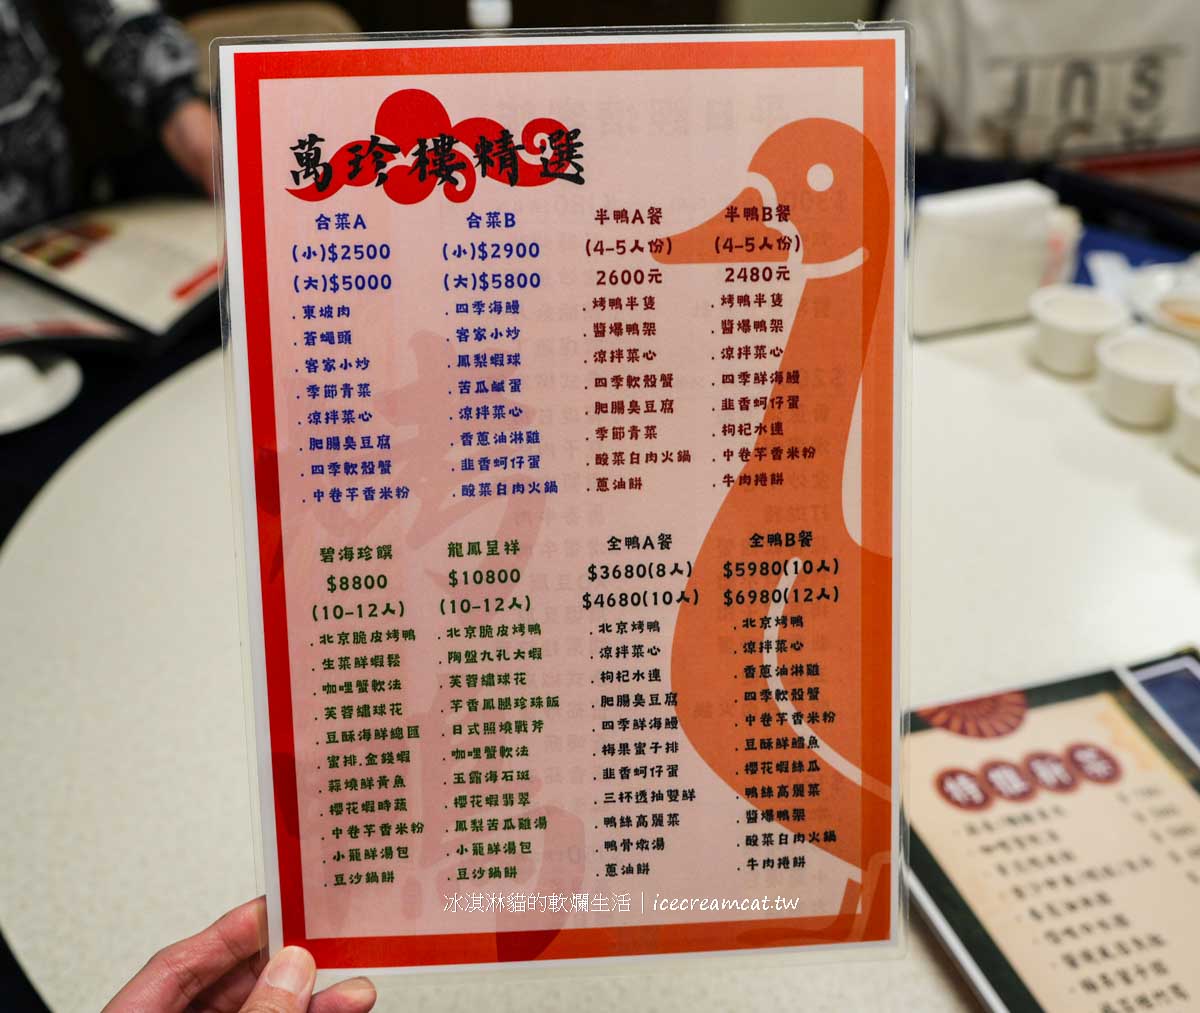 萬珍樓精選
合菜A
(小)$2500
(大)$5000
.東坡肉
.蒼蠅頭
.客家小炒
.季節青菜
.涼拌菜心
.肥腸臭豆腐
.四季軟殼蟹
.中卷芋香米粉
合菜B
(小)$2900
(大)$5800
.四季海鰻
.客家小炒
.鳳梨蝦球
.苦瓜鹹蛋
.涼拌菜心
.香蔥油淋雞
.韭香蚵仔蛋
.酸菜白肉火鍋
半鴨A餐
(4-5人份)
2600元
.烤鴨半隻
.醬爆鴨架
.涼拌菜心
.四季軟殼蟹
.肥腸臭豆腐
.季節青菜
.酸菜白肉火鍋
.蔥油餅
半鴨B餐
(4-5人份)
2480元
.烤鴨半隻
.醬爆鴨架
.涼拌菜心
.四季鮮海鰻
.韭香蚵仔蛋
.枸杞水連
.中卷芋香米粉
.牛肉捲餅
碧海珍饌
$8800
(10-12人)
.北京脆皮烤鴨
.生菜鮮蝦鬆
.咖哩蟹軟法
.芙蓉繡球花
.豆酥海鮮總匯
.蜜排.金錢蝦
.蒜燒鮮黃魚
.櫻花蝦時蔬
.中卷芋香米粉
.小籠鮮湯包
.豆沙鍋餅
龍鳳呈祥
$10800
(10-12人)
.北京脆皮烤鴨
.陶盤九孔大蝦
.芙蓉繡球花
.芋香鳳腿珍珠飯
.日式照燒戰斧
.咖哩蟹軟法
.玉露海石斑
.櫻花蝦翡翠
.鳳梨苦瓜雞湯
.小籠鮮湯包
.豆沙鍋餅
全鴨A餐
$3680(8人)
$4680(10人)
.北京烤鴨
.涼拌菜心
.枸杞水連
.肥腸臭豆腐
.四季鮮海鰻
.梅果蜜子排
.韭香蚵仔蛋
.三杯透抽雙鮮
.鴨絲高麗菜
.鴨骨燉湯
.蔥油餅
全鴨B餐
$5980(10人)
$6980(12人)
.北京烤鴨
.涼拌菜心
.香蔥油淋雞
.四季軟殼蟹
.中卷芋香米粉
.豆酥鮮鱈魚
.櫻花蝦絲瓜
.鴨絲高麗菜
.醬爆鴨架
.酸菜白肉火鍋
.牛肉捲餅
冰淇淋貓的軟爛生活｜icecreamcat.tw